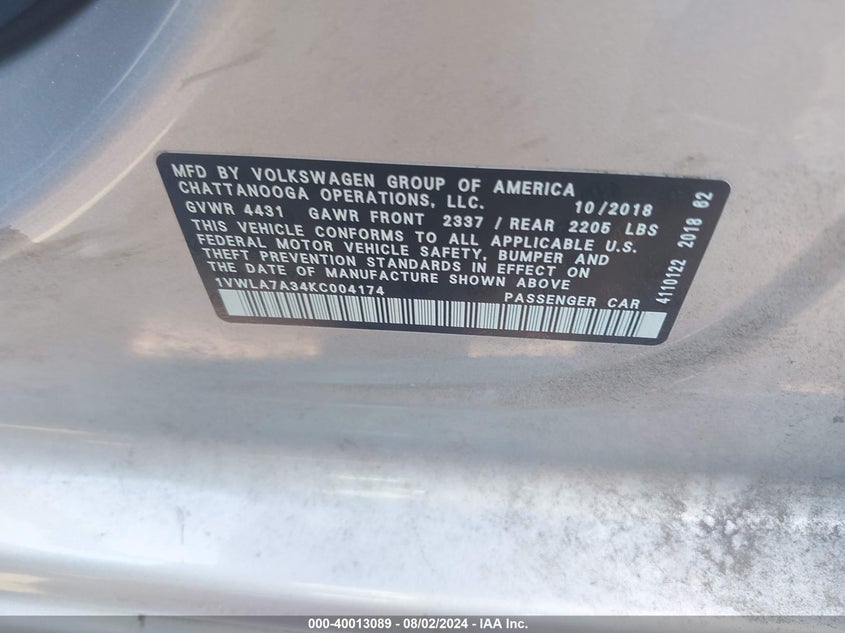 MFD BY VOLKSWAGEN GROUP OF AMERICA
CHATTANOOGA OPERATIONS, LLC. 10/2018
GVWR 4431 GAWR FRONT 2337 / REAR 2205 LBS
THIS VEHICLE CONFORMS TO ALL APPLICABLE U.S.
FEDERAL MOTOR VEHICLE SAFETY, BUMPER AND
THEFT PREVENTION STANDARDS IN EFFECT ON
THE DATE OF MANUFACTURE SHOWN ABOVE
1VWLA7A34KC004174 PASSENGER CAR
4110122 2018 02
000-40013089 - 08/02/2024 - IAA Inc.